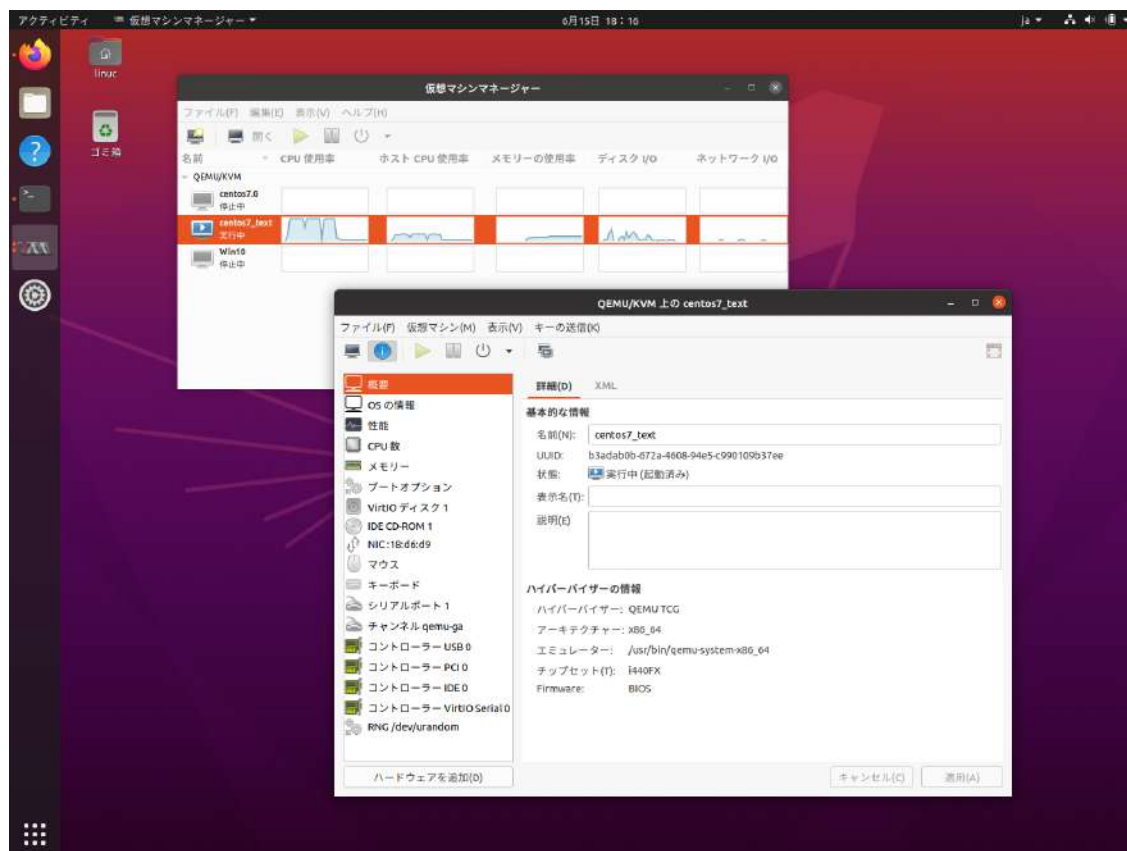 アクティビティ 仮想マシンマネージャー
6月15日 18：16
ja
linuc
ゴミ箱
仮想マシンマネージャー
ファイル(F) 編集(E) 表示(V) ヘルプ(H)
開く
名前 CPU 使用率 ホスト CPU 使用率 メモリーの使用率 ディスク I/O ネットワーク I/O
QEMU/KVM
centos7.0
停止中
centos7_text
実行中
Win10
停止中
QEMU/KVM 上の centos7_text
ファイル(F) 仮想マシン(M) 表示(V) キーの送信(K)
概要
OS の情報
性能
CPU 数
メモリー
ブートオプション
VirtIO ディスク 1
IDE CD-ROM 1
NIC:18:d6:d9
マウス
キーボード
シリアルポート 1
チャンネル qemu-ga
コントローラー USB 0
コントローラー PCI 0
コントローラー IDE 0
コントローラー VirtIO Serial 0
RNG /dev/urandom
ハードウェアを追加(D)
詳細(D) XML
基本的な情報
名前(N): centos7_text
UUID: b3adab0b-672a-4608-94e5-c990109b37ee
状態: 実行中 (起動済み)
表示名(T):
説明(E)
ハイパーバイザーの情報
ハイパーバイザー: QEMU TCG
アーキテクチャー: x86_64
エミュレーター: /usr/bin/qemu-system-x86_64
チップセット(T): i440FX
Firmware: BIOS
キャンセル(C) 適用(A)